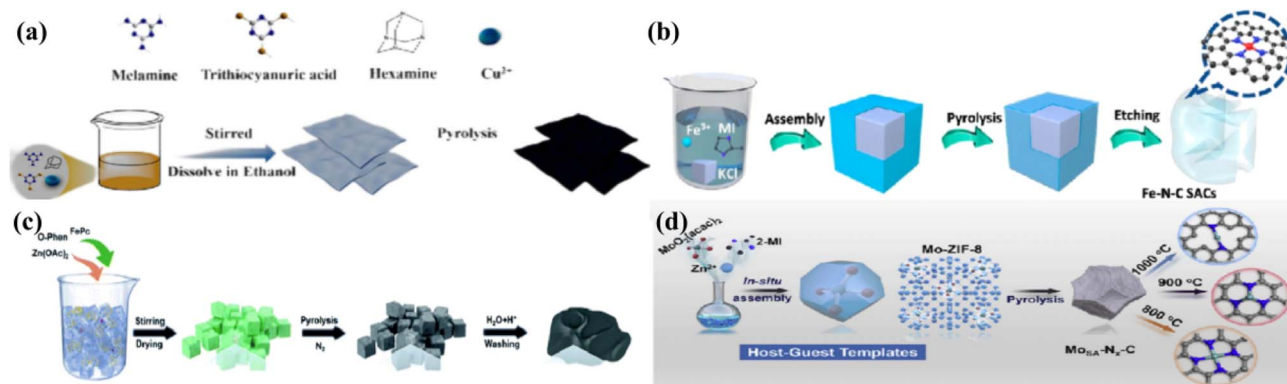 (a)
Melamine
Trithiocyanuric acid
Hexamine
Cu²⁺
Stirred
Dissolve in Ethanol
Pyrolysis
(b)
Fe³⁺
MI
KCl
Assembly
Pyrolysis
Etching
Fe-N-C SACs
(c)
O-Phen
FePc
Zn(OAc)₂
Stirring
Drying
Pyrolysis
N₂
H₂O+H⁺
Washing
(d)
MoO₂(acac)₂
2-MI
Zn²⁺
In-situ
assembly
Mo-ZIF-8
Host-Guest Templates
Pyrolysis
Mo_SA-Nₓ-C
1000 °C
900 °C
800 °C